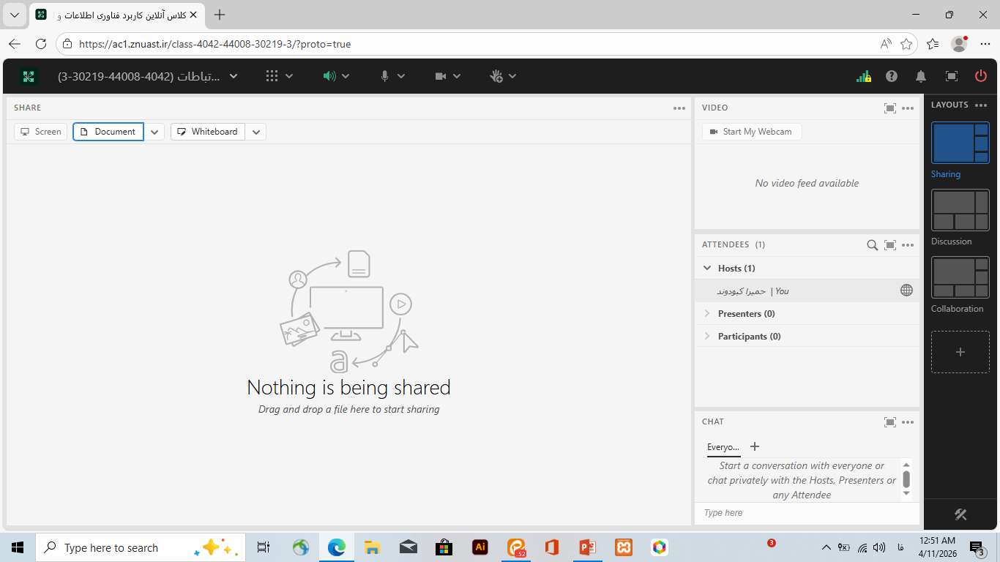 کلاس آنلاین کاربرد فناوری اطلاعات و ا
https://ac1.znuast.ir/class-4042-44008-30219-3/?proto=true
...تباطات (3-30219-44008-4042)
SHARE
Screen
Document
Whiteboard
Nothing is being shared
Drag and drop a file here to start sharing
VIDEO
Start My Webcam
No video feed available
ATTENDEES (1)
Hosts (1)
حمیرا کبودوند | You
Presenters (0)
Participants (0)
CHAT
Everyo...
Start a conversation with everyone or
chat privately with the Hosts, Presenters or
any Attendee
Type here
LAYOUTS
Sharing
Discussion
Collaboration
Type here to search
Ai
52
3
فا
12:51 AM
4/11/2026
3